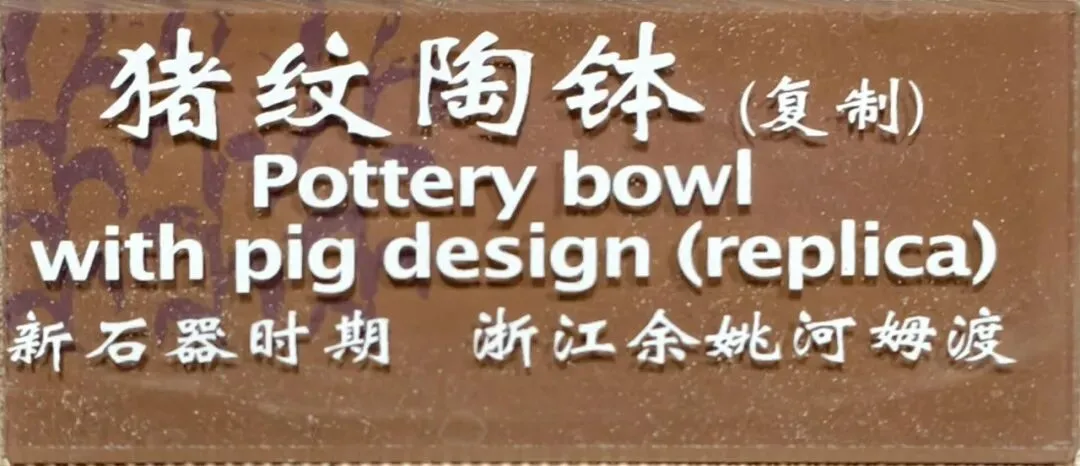 猪纹陶钵(复制)
Pottery bowl
with pig design (replica)
新石器时期 浙江余姚河姆渡